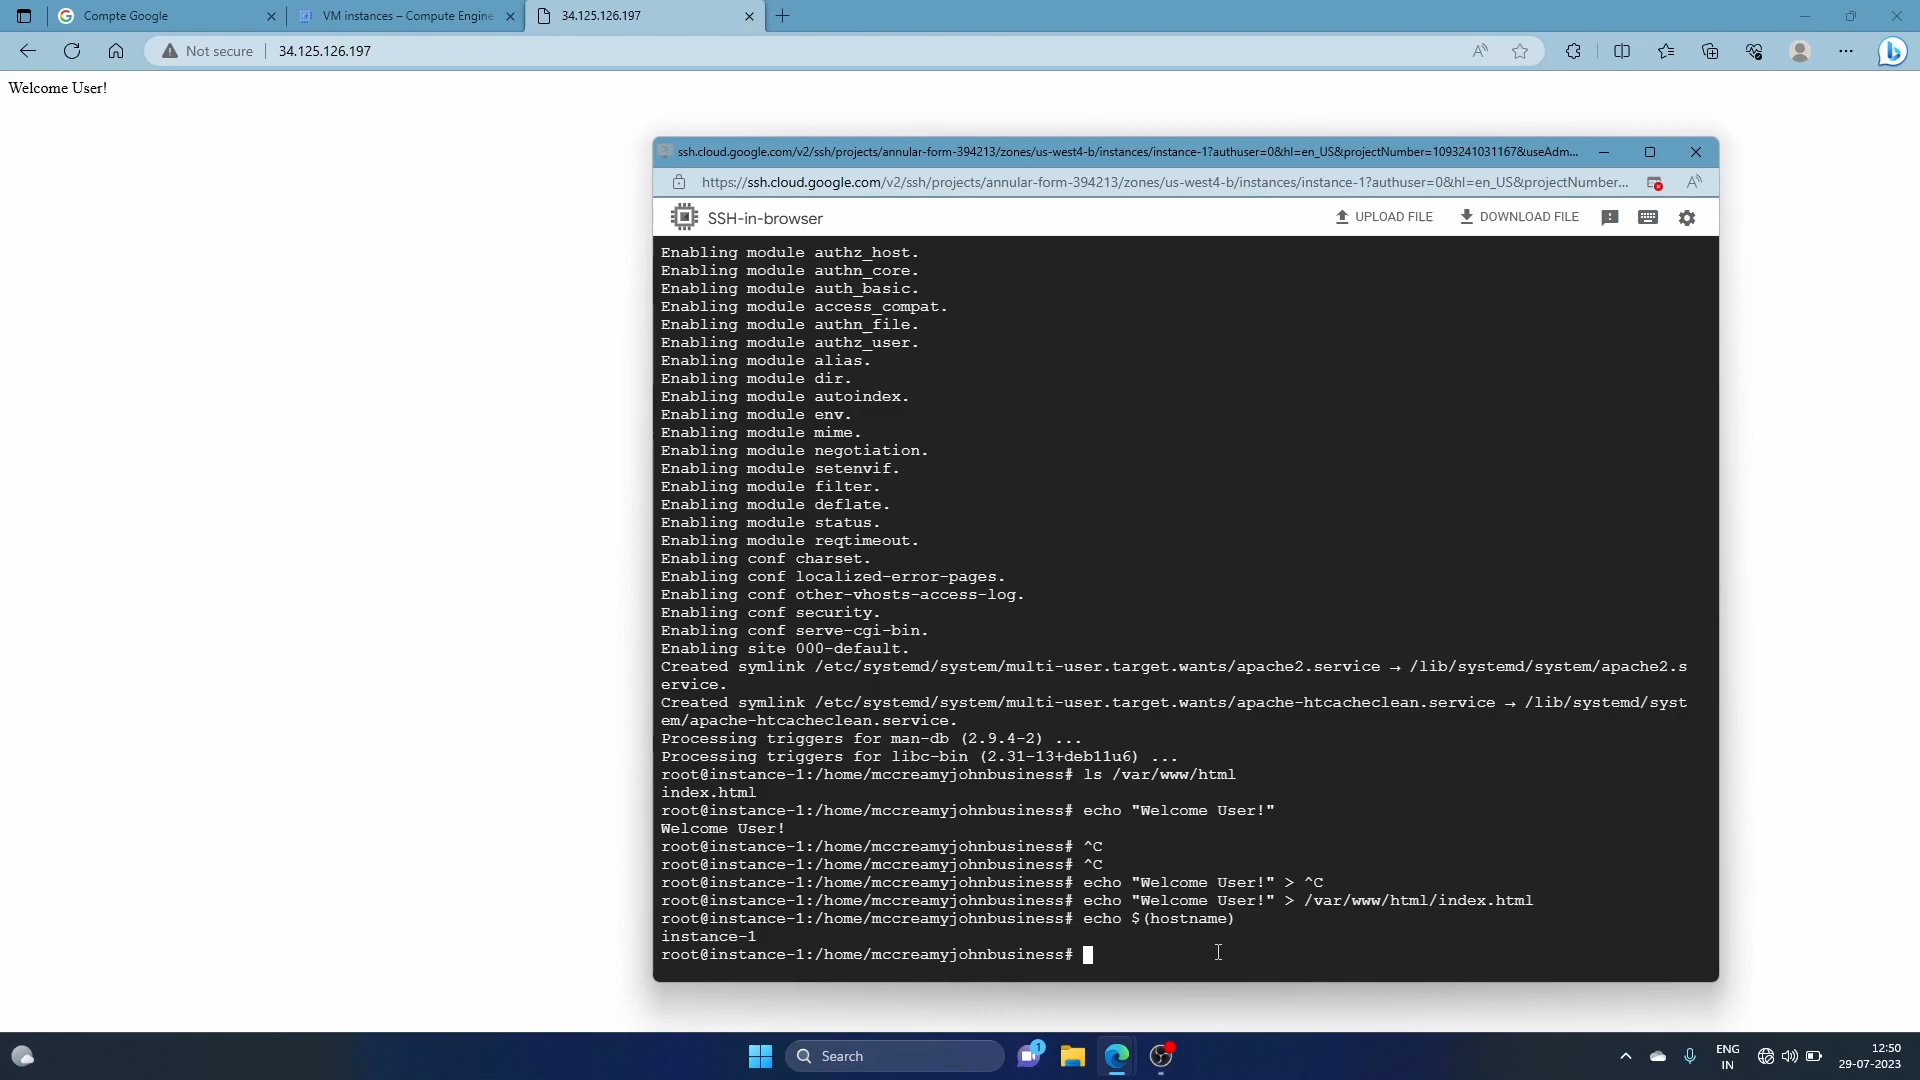 Compte Google
VM instances – Compute Engine
34.125.126.197
Not secure
34.125.126.197
Welcome User!
ssh.cloud.google.com/v2/ssh/projects/annular-form-394213/zones/us-west4-b/instances/instance-1?authuser=0&hl=en_US&projectNumber=1093241031167&useAdm...
https://ssh.cloud.google.com/v2/ssh/projects/annular-form-394213/zones/us-west4-b/instances/instance-1?authuser=0&hl=en_US&projectNumber...
SSH-in-browser
UPLOAD FILE
DOWNLOAD FILE
Enabling module authz_host.
Enabling module authn_core.
Enabling module auth_basic.
Enabling module access_compat.
Enabling module authn_file.
Enabling module authz_user.
Enabling module alias.
Enabling module dir.
Enabling module autoindex.
Enabling module env.
Enabling module mime.
Enabling module negotiation.
Enabling module setenvif.
Enabling module filter.
Enabling module deflate.
Enabling module status.
Enabling module reqtimeout.
Enabling conf charset.
Enabling conf localized-error-pages.
Enabling conf other-vhosts-access-log.
Enabling conf security.
Enabling conf serve-cgi-bin.
Enabling site 000-default.
Created symlink /etc/systemd/system/multi-user.target.wants/apache2.service → /lib/systemd/system/apache2.s
ervice.
Created symlink /etc/systemd/system/multi-user.target.wants/apache-htcacheclean.service → /lib/systemd/syst
em/apache-htcacheclean.service.
Processing triggers for man-db (2.9.4-2) ...
Processing triggers for libc-bin (2.31-13+deb11u6) ...
root@instance-1:/home/mccreamyjohnbusiness# ls /var/www/html
index.html
root@instance-1:/home/mccreamyjohnbusiness# echo "Welcome User!"
Welcome User!
root@instance-1:/home/mccreamyjohnbusiness# ^C
root@instance-1:/home/mccreamyjohnbusiness# ^C
root@instance-1:/home/mccreamyjohnbusiness# echo "Welcome User!" > ^C
root@instance-1:/home/mccreamyjohnbusiness# echo "Welcome User!" > /var/www/html/index.html
root@instance-1:/home/mccreamyjohnbusiness# echo $(hostname)
instance-1
root@instance-1:/home/mccreamyjohnbusiness#
Search
1
ENG
IN
12:50
29-07-2023